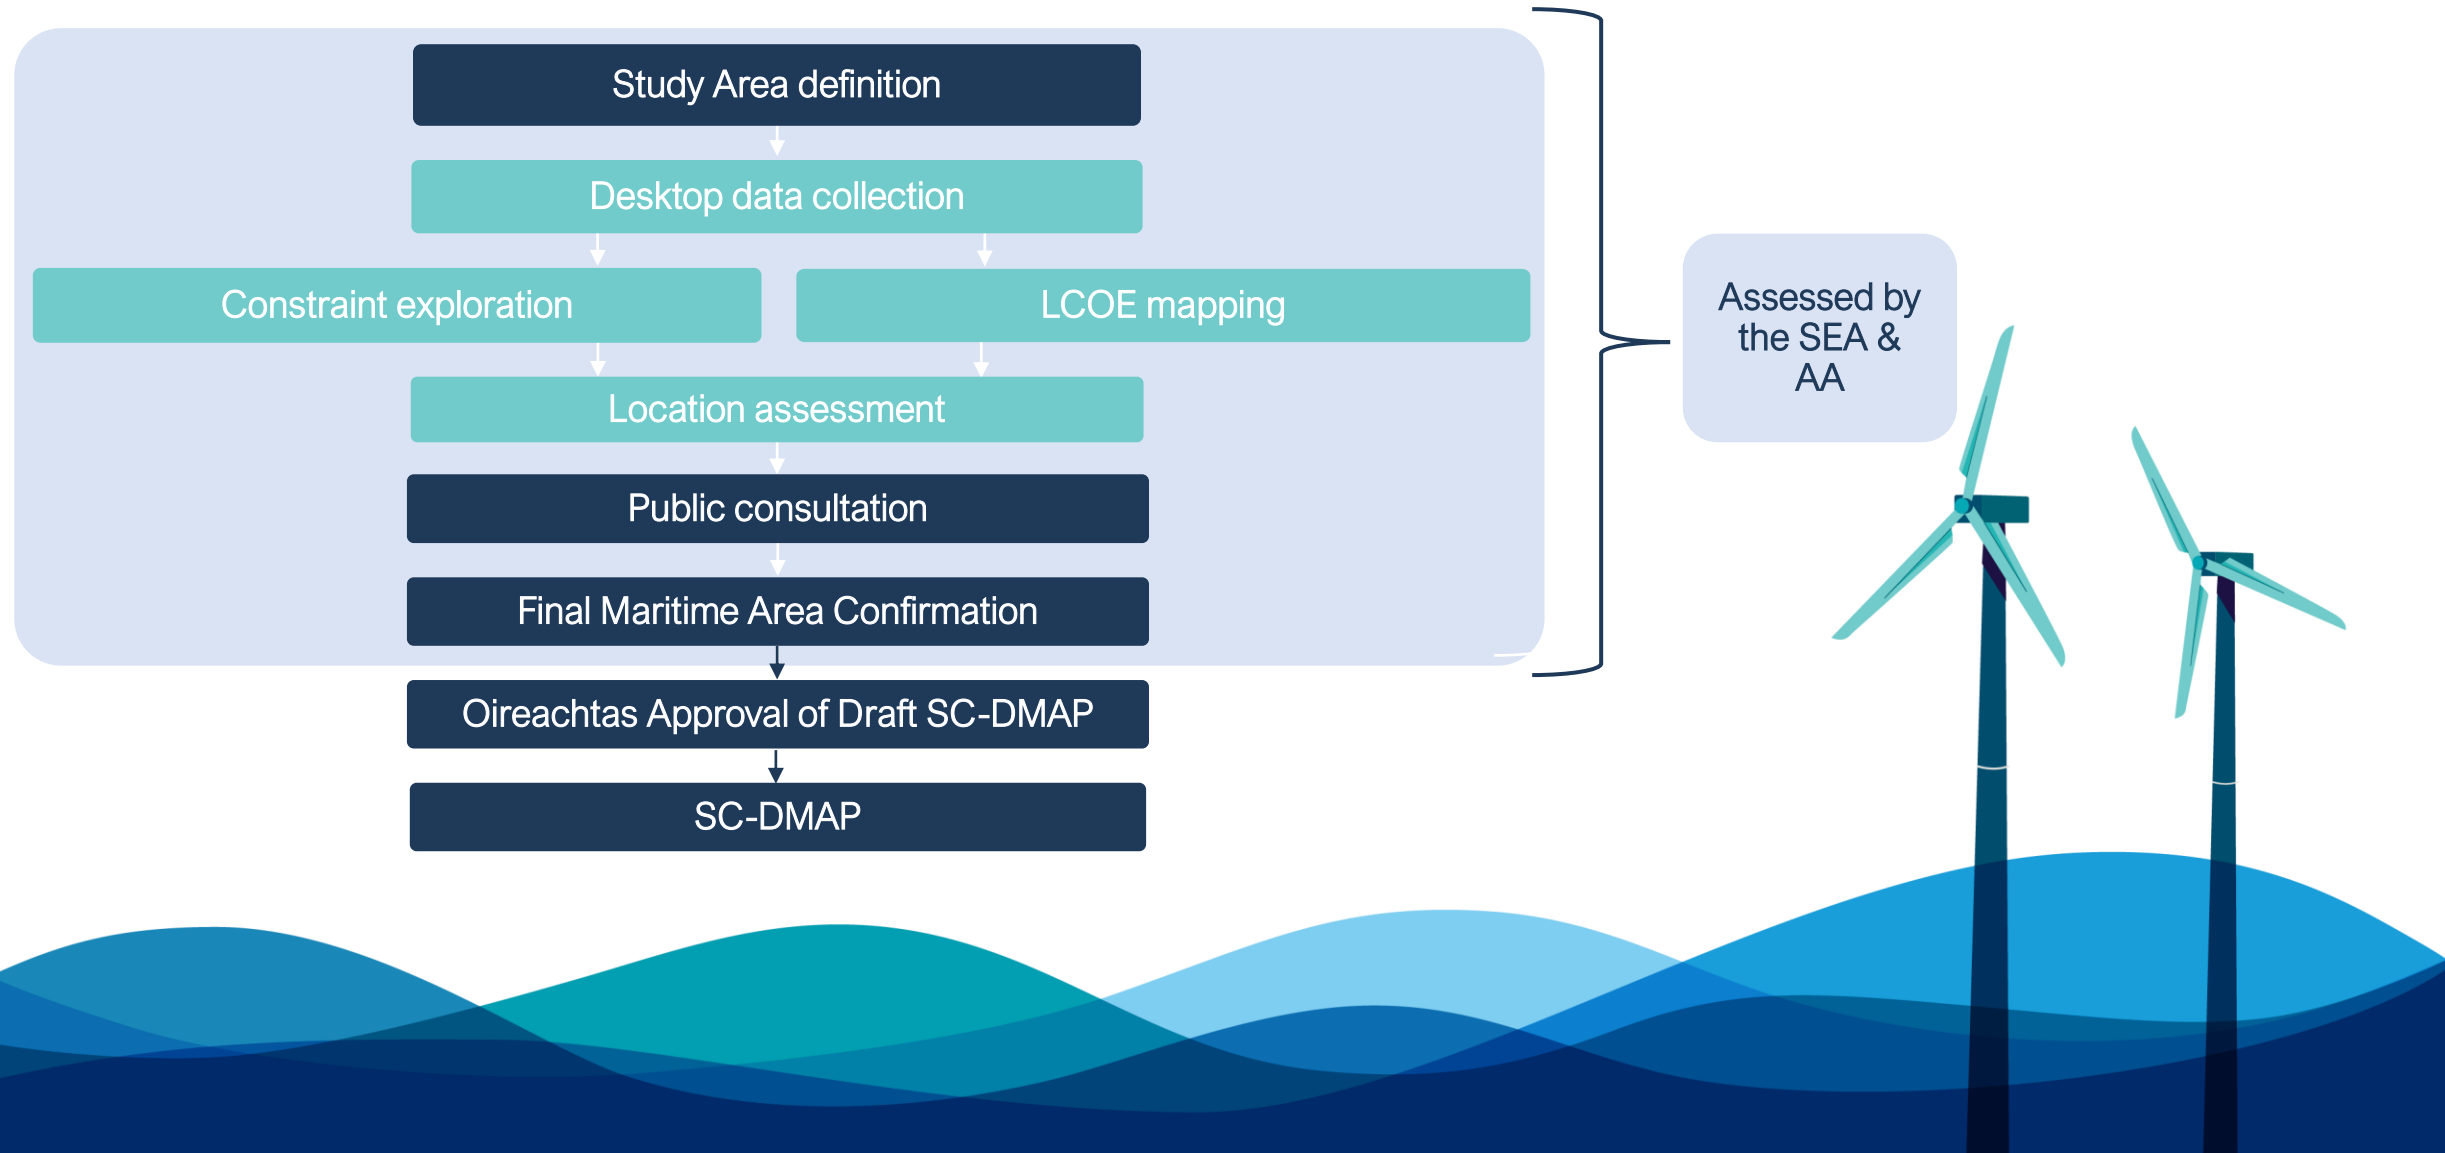 Study Area definition
Desktop data collection
Constraint exploration
LCOE mapping
Location assessment
Public consultation
Final Maritime Area Confirmation
Oireachtas Approval of Draft SC-DMAP
SC-DMAP
Assessed by
the SEA &
AA